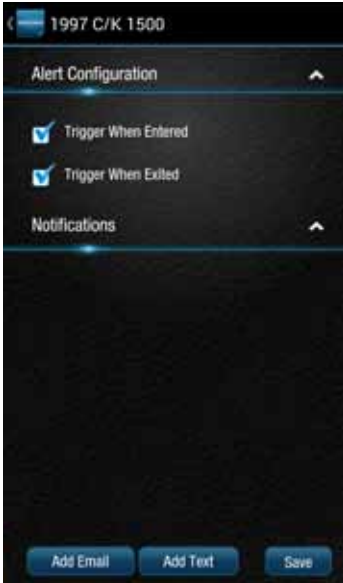 1997 C/K 1500
Alert Configuration
Trigger When Entered
Trigger When Exited
Notifications
Add Email Add Text Save